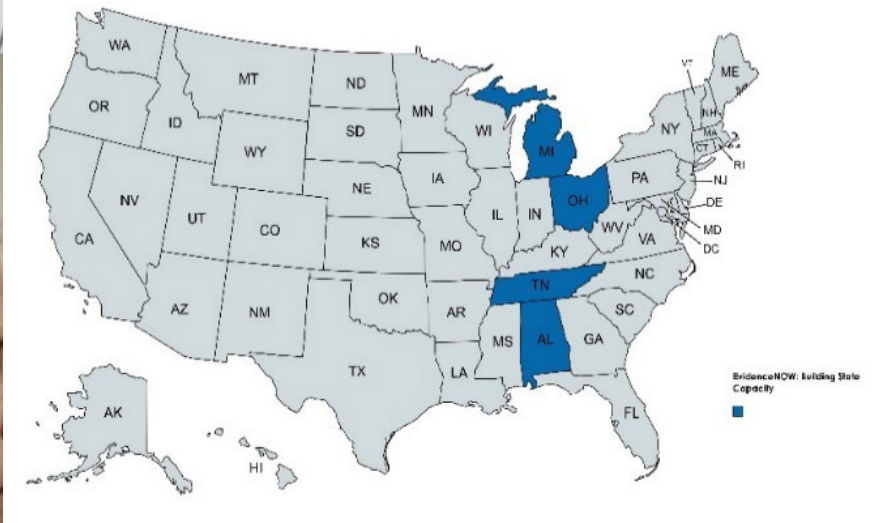 WA
MT
ND
MN
OR
ID
SD
WI
MI
NY
VT
NH
ME
MA
CT
RI
WY
IA
NE
PA
NJ
NV
UT
CO
IL
IN
OH
DE
MD
DC
WV
VA
CA
KS
MO
KY
NC
AZ
NM
OK
AR
TN
SC
TX
LA
MS
AL
GA
FL
AK
HI
EvidenceNOW: Building State
Capacity